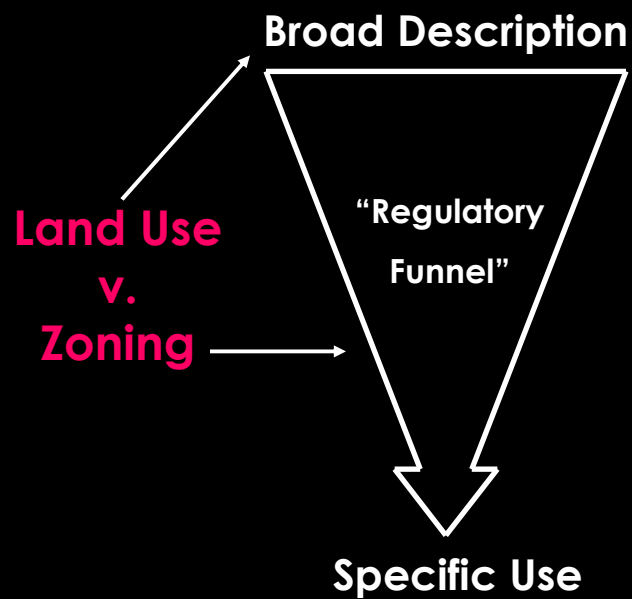 Broad Description
“Regulatory
Funnel”
Land Use
v.
Zoning
Specific Use